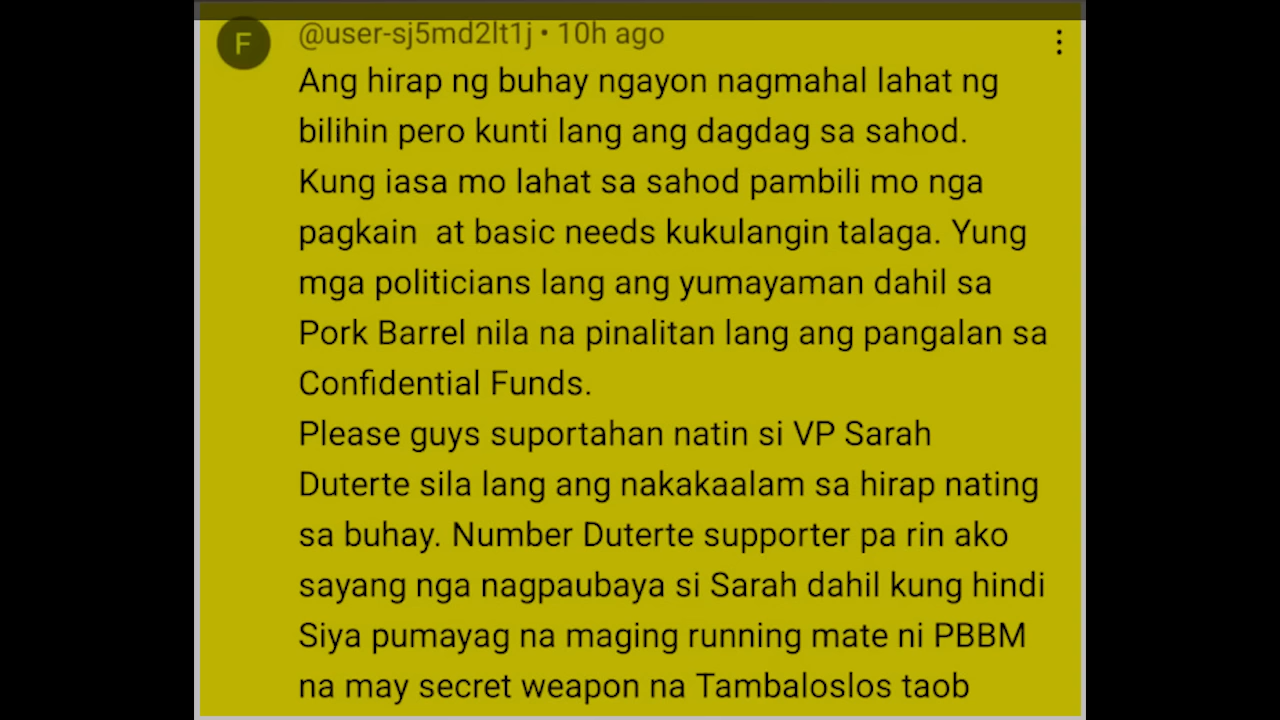 F
@user-sj5md2lt1j • 10h ago
Ang hirap ng buhay ngayon nagmahal lahat ng
bilihin pero kunti lang ang dagdag sa sahod.
Kung iasa mo lahat sa sahod pambili mo nga
pagkain at basic needs kukulangin talaga. Yung
mga politicians lang ang yumayaman dahil sa
Pork Barrel nila na pinalitan lang ang pangalan sa
Confidential Funds.
Please guys suportahan natin si VP Sarah
Duterte sila lang ang nakakaalam sa hirap nating
sa buhay. Number Duterte supporter pa rin ako
sayang nga nagpaubaya si Sarah dahil kung hindi
Siya pumayag na maging running mate ni PBBM
na may secret weapon na Tambaloslos taob